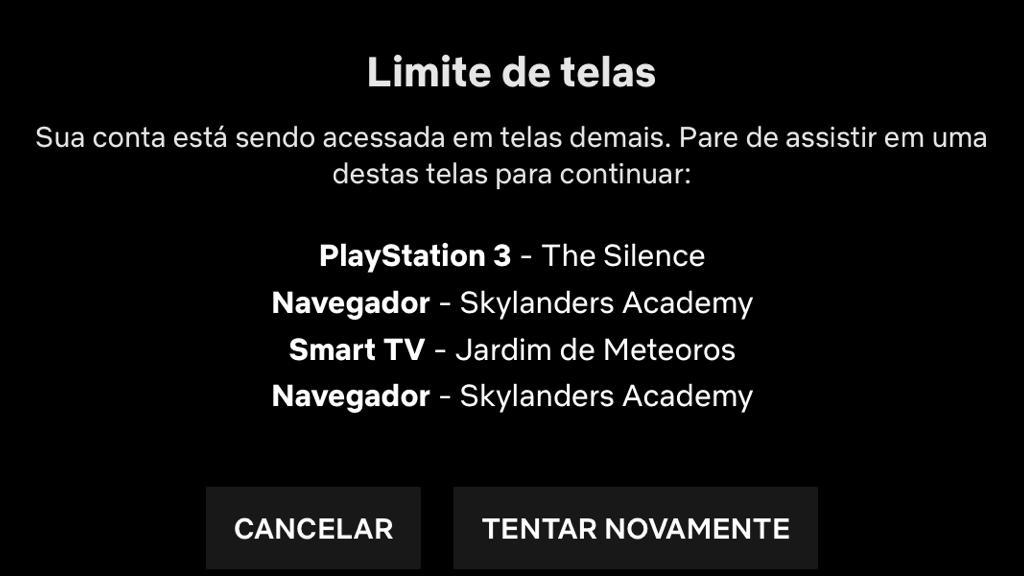 Limite de telas
Sua conta está sendo acessada em telas demais. Pare de assistir em uma
destas telas para continuar:
PlayStation 3 - The Silence
Navegador - Skylanders Academy
Smart TV - Jardim de Meteoros
Navegador - Skylanders Academy
CANCELAR
TENTAR NOVAMENTE